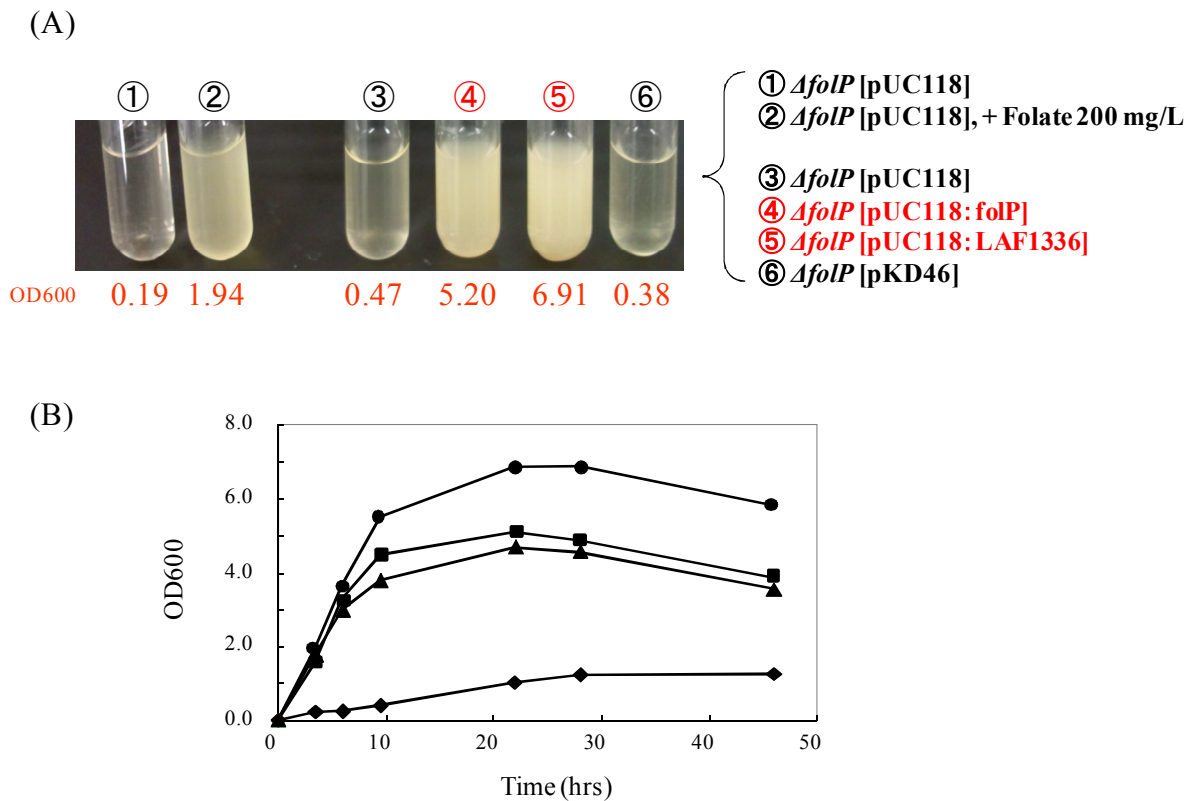 (A)
① ② ③ ④ ⑤ ⑥
OD600 0.19 1.94 0.47 5.20 6.91 0.38
① ΔfolP [pUC118]
② ΔfolP [pUC118], + Folate 200 mg/L
③ ΔfolP [pUC118]
④ ΔfolP [pUC118:folP]
⑤ ΔfolP [pUC118:LAF1336]
⑥ ΔfolP [pKD46]
(B)
OD600
8.0
6.0
4.0
2.0
0.0
0 10 20 30 40 50
Time (hrs)